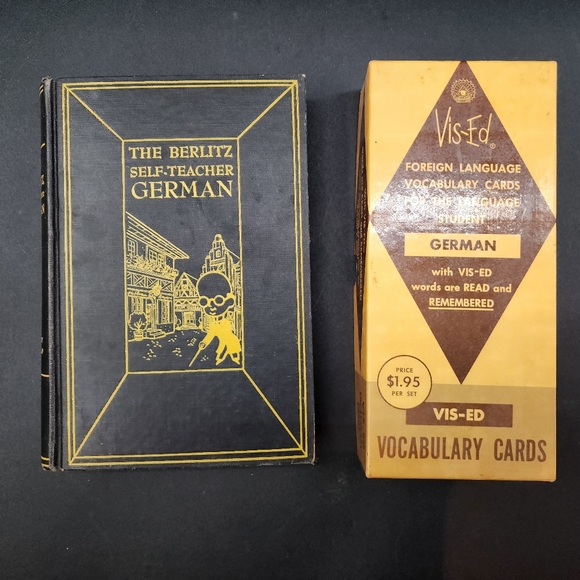 THE BERLITZ
SELF-TEACHER
GERMAN
Vis-Ed®
FOREIGN LANGUAGE
VOCABULARY CARDS
FOR THE LANGUAGE
STUDENT
GERMAN
with VIS-ED
words are READ and
REMEMBERED
PRICE
$1.95
PER SET
VIS-ED
VOCABULARY CARDS